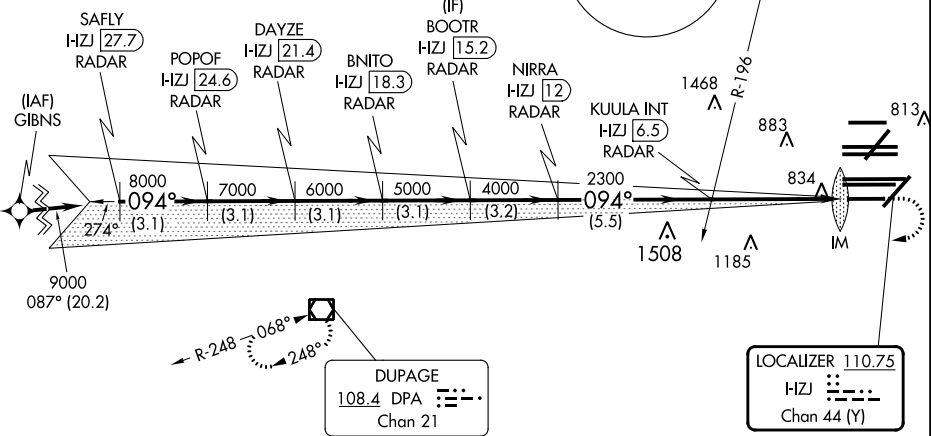 SAFLY
I-IZJ 27.7
RADAR
POPOF
I-IZJ 24.6
RADAR
DAYZE
I-IZJ 21.4
RADAR
BNITO
I-IZJ 18.3
RADAR
(IF)
BOOTR
I-IZJ 15.2
RADAR
NIRRA
I-IZJ 12
RADAR
KUULA INT
I-IZJ 6.5
RADAR
1468
R-196
883
813
834
(IAF)
GIBNS
8000
7000
6000
5000
4000
2300
094°
094°
274°
(3.1)
(3.1)
(3.1)
(3.1)
(3.2)
(5.5)
1508
1185
IM
9000
087° (20.2)
R-248
068°
248°
DUPAGE
108.4 DPA
Chan 21
LOCALIZER 110.75
I-IZJ
Chan 44 (Y)